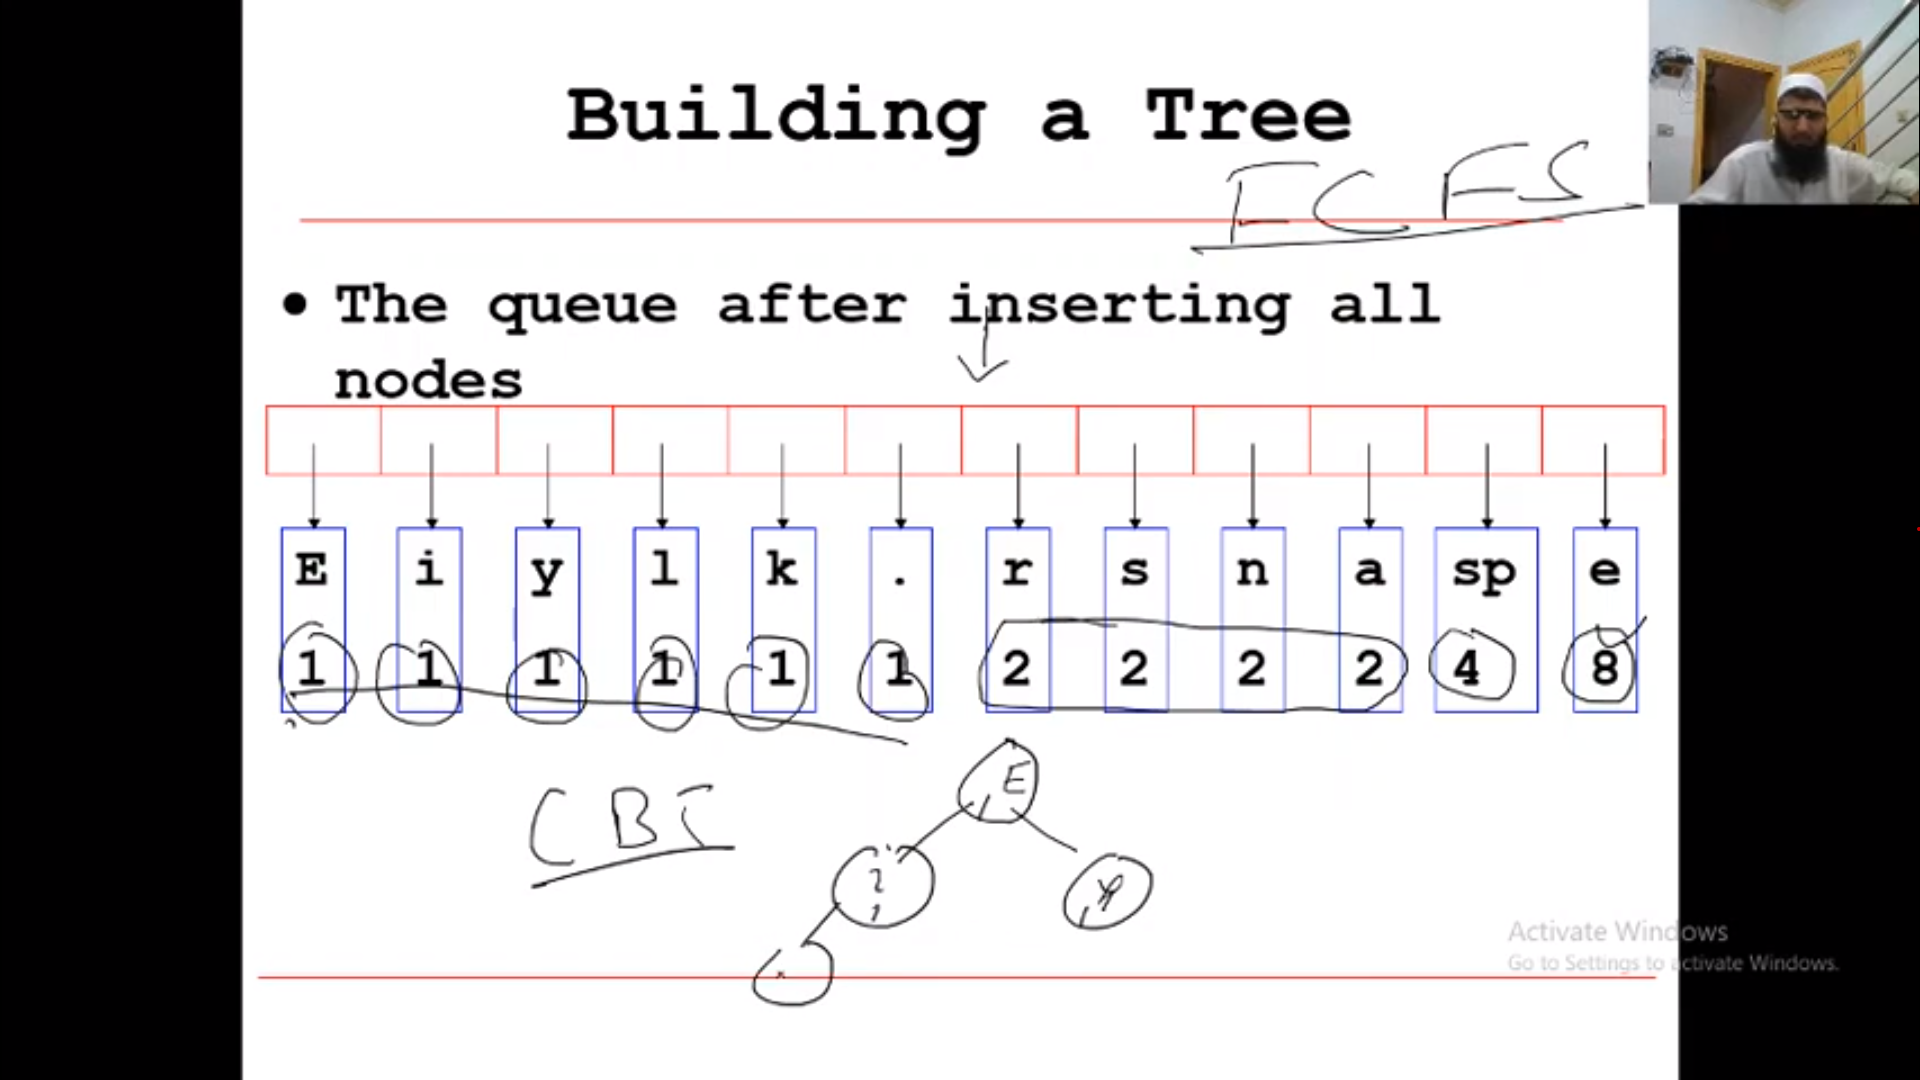 Building a Tree
FCFS
• The queue after inserting all
nodes
E i y l k . r s n a sp e
1 1 1 1 1 1 2 2 2 2 4 8
E
CBT
Activate Windows
Go to Settings to activate Windows.